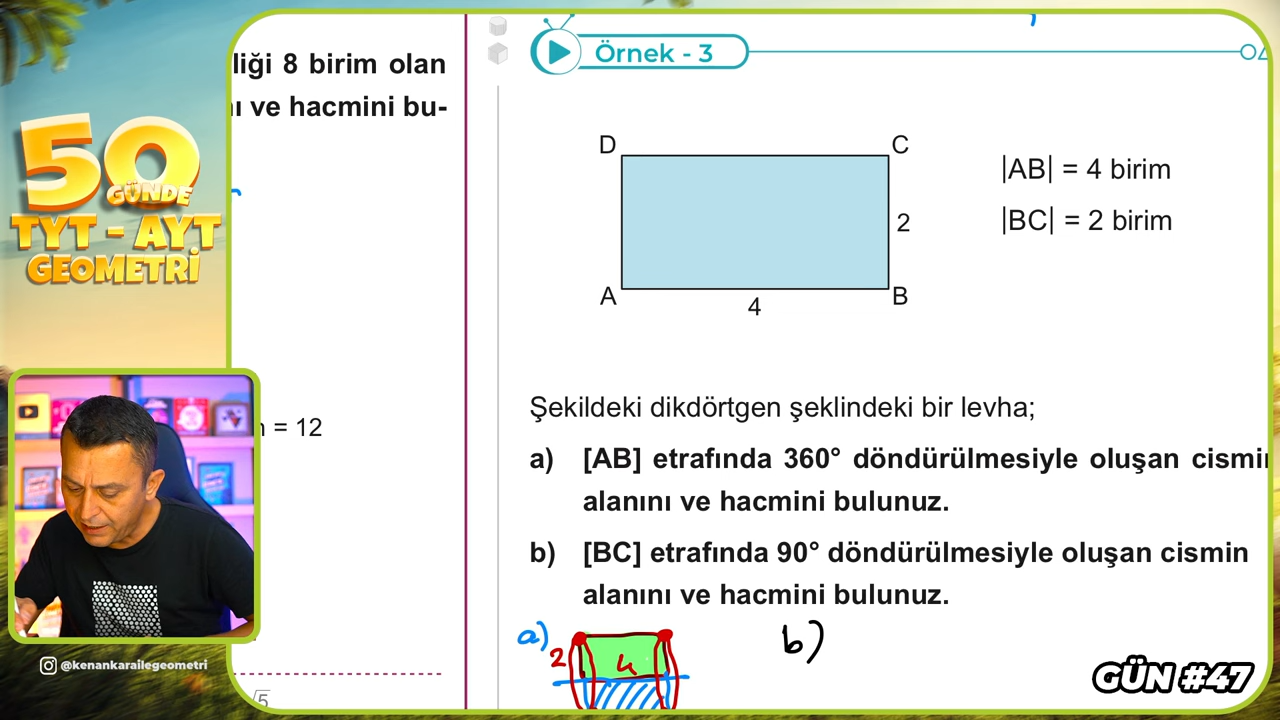 50
GÜNDE
TYT - AYT
GEOMETRİ
liği 8 birim olan
ve hacmini bu-
= 12
@kenankarailegeometri
5
Örnek - 3
D
C
|AB| = 4 birim
|BC| = 2 birim
2
A
B
4
Şekildeki dikdörtgen şeklindeki bir levha;
a) [AB] etrafında 360° döndürülmesiyle oluşan
alanını ve hacmini bulunuz.
b) [BC] etrafında 90° döndürülmesiyle oluşan cismin
alanını ve hacmini bulunuz.
a)
2
4
b)
GÜN #47